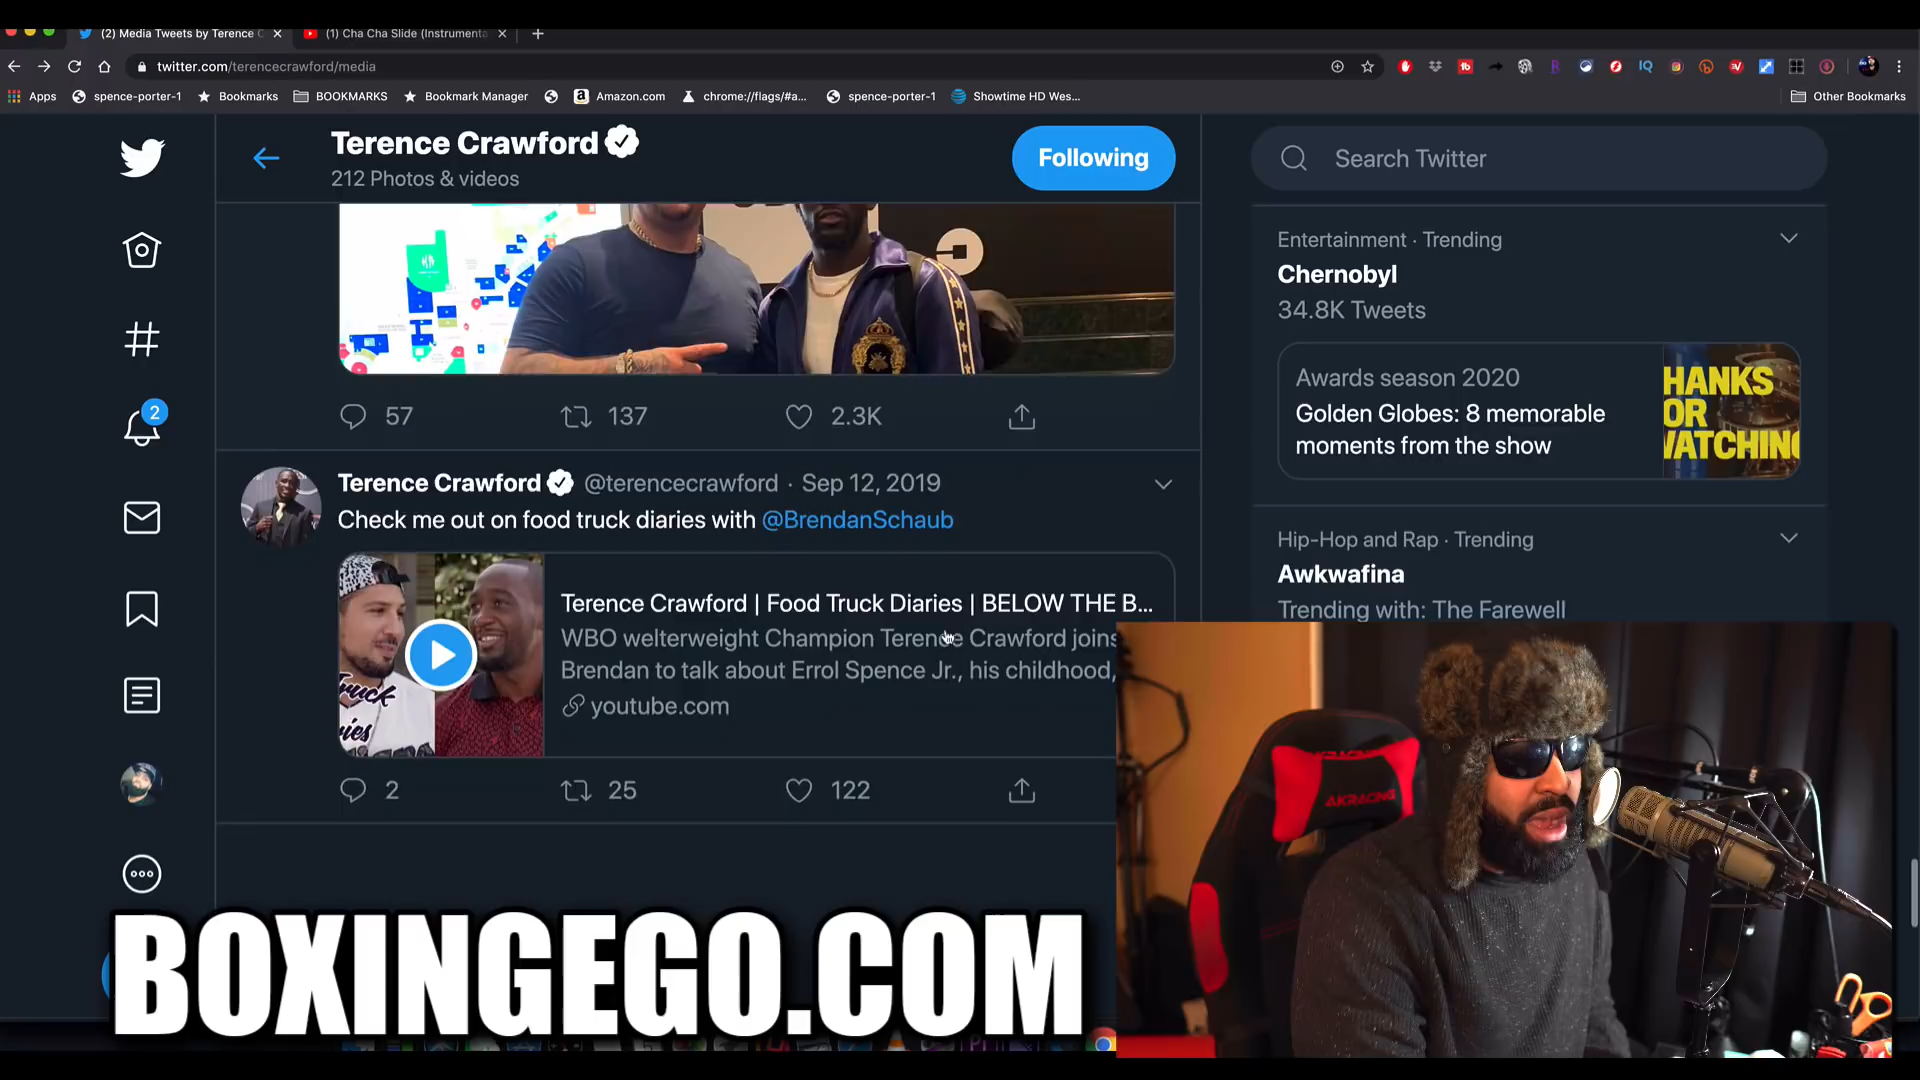 (2) Media Tweets by Terence C
(1) Cha Cha Slide (Instrumenta
twitter.com/terencecrawford/media
Apps
spence-porter-1
Bookmarks
BOOKMARKS
Bookmark Manager
Amazon.com
chrome://flags/#a...
spence-porter-1
Showtime HD Wes...
Other Bookmarks
Terence Crawford
212 Photos & videos
Following
Search Twitter
57
137
2.3K
Terence Crawford @terencecrawford · Sep 12, 2019
Check me out on food truck diaries with @BrendanSchaub
Terence Crawford | Food Truck Diaries | BELOW THE B...
WBO welterweight Champion Terence Crawford joins
Brendan to talk about Errol Spence Jr., his childhood,
youtube.com
2
25
122
2
Entertainment · Trending
Chernobyl
34.8K Tweets
Awards season 2020
Golden Globes: 8 memorable
moments from the show
HANKS
OR
WATCHING
Hip-Hop and Rap · Trending
Awkwafina
Trending with: The Farewell
AKRACING
BOXINGEGO.COM